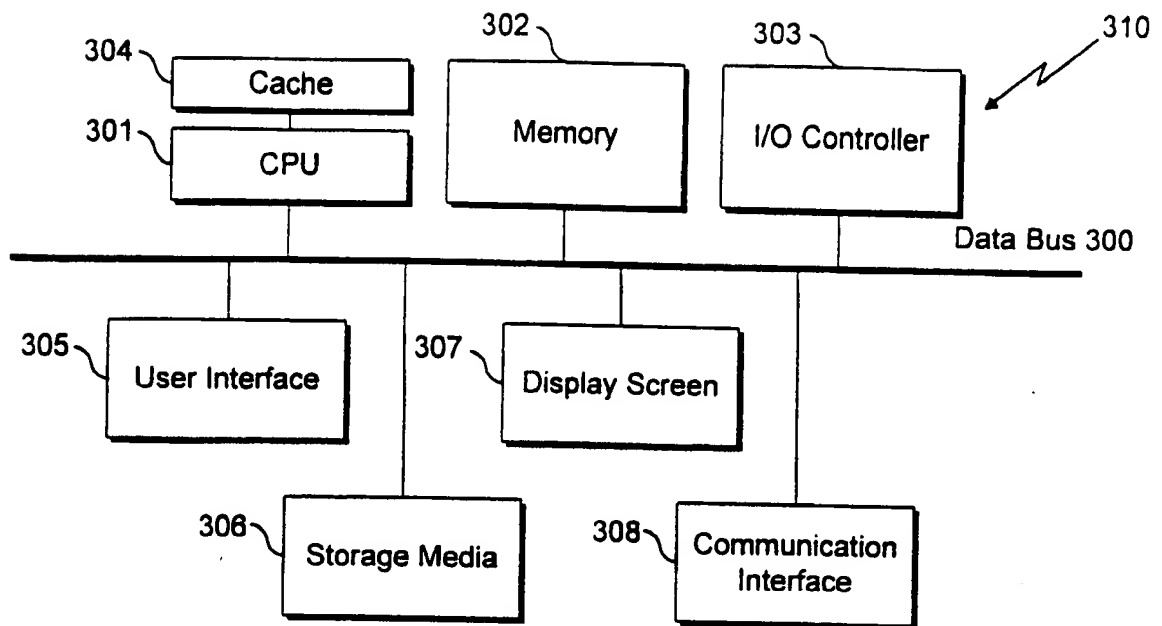 310
302
303
304
Cache
301
CPU
Memory
I/O Controller
Data Bus 300
305
User Interface
307
Display Screen
306
Storage Media
308
Communication
Interface